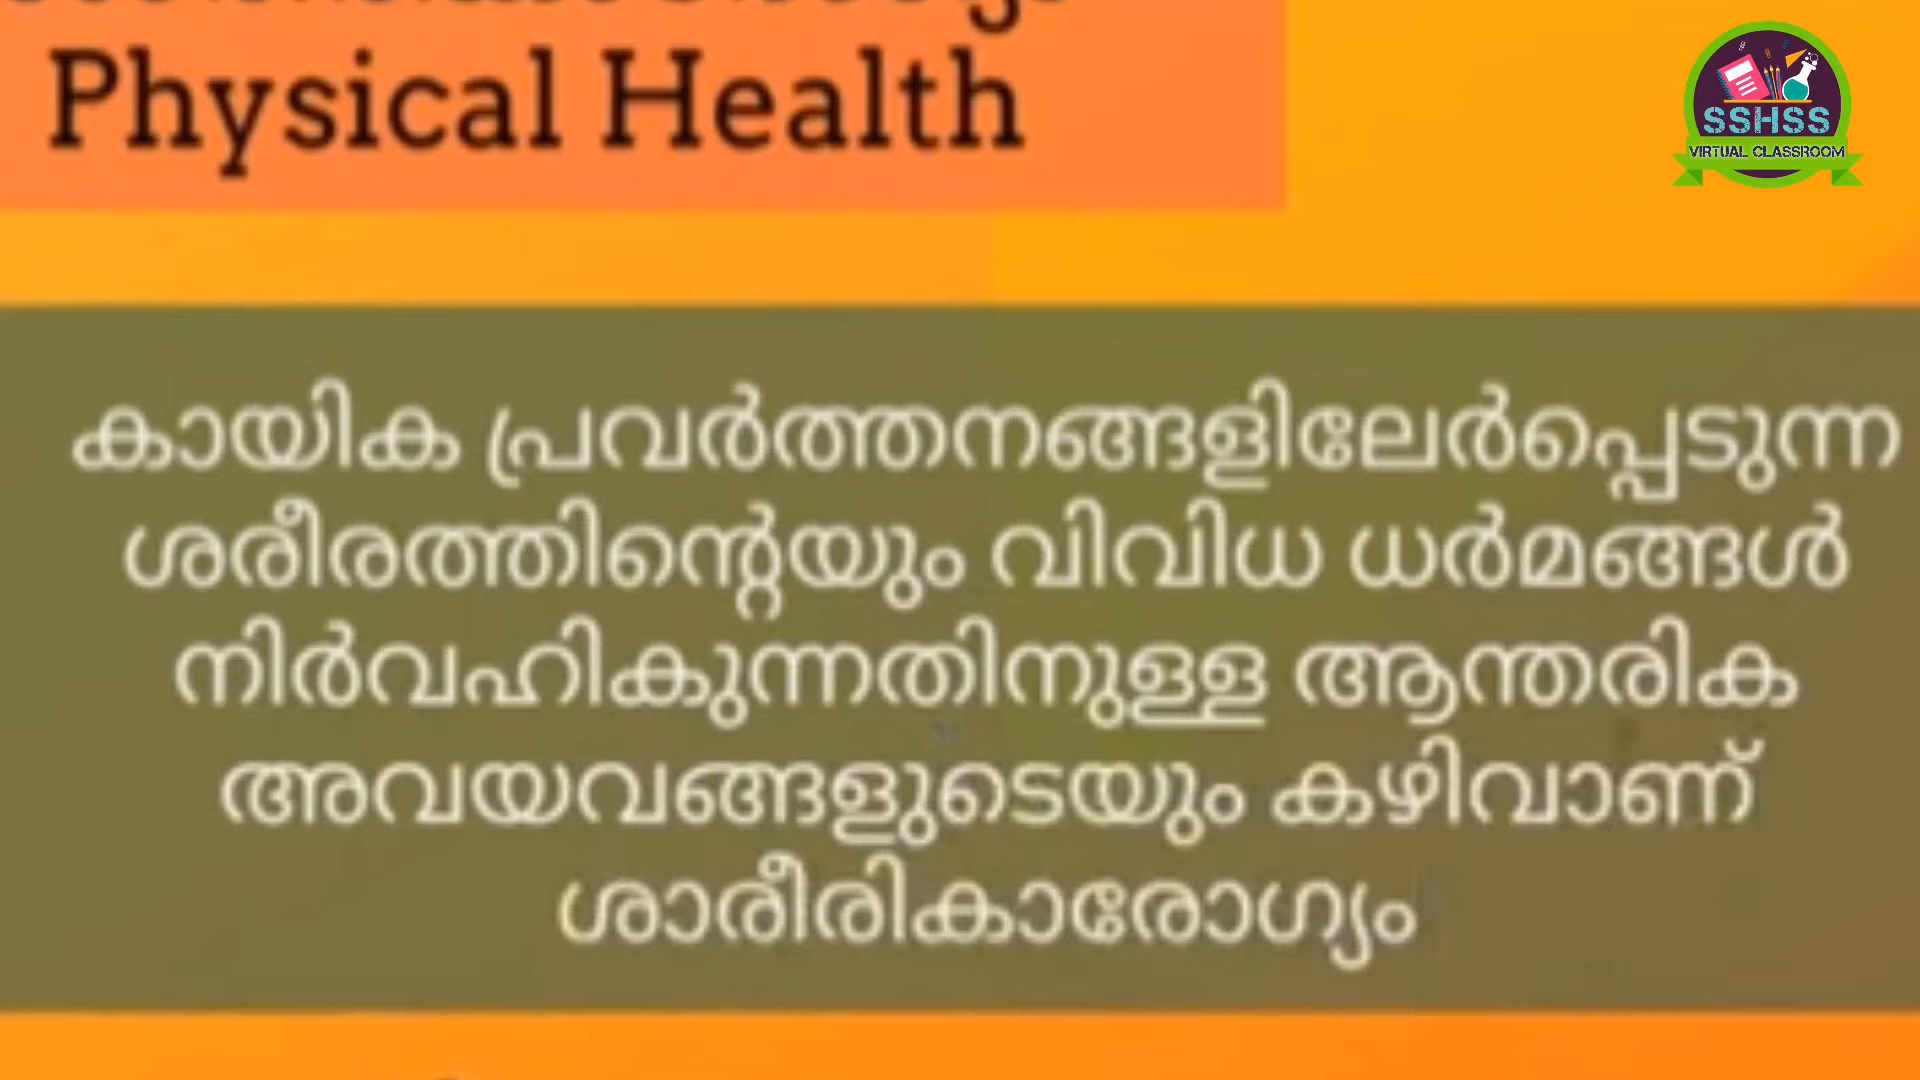 Physical Health
SSHSS
VIRTUAL CLASSROOM
കായിക പ്രവർത്തനങ്ങളിലേർപ്പെടുന്ന
ശരീരത്തിന്റെയും വിവിധ ധർമങ്ങൾ
നിർവഹികുന്നതിനുള്ള ആന്തരിക
അവയവങ്ങളുടെയും കഴിവാണ്
ശാരീരികാരോഗ്യം